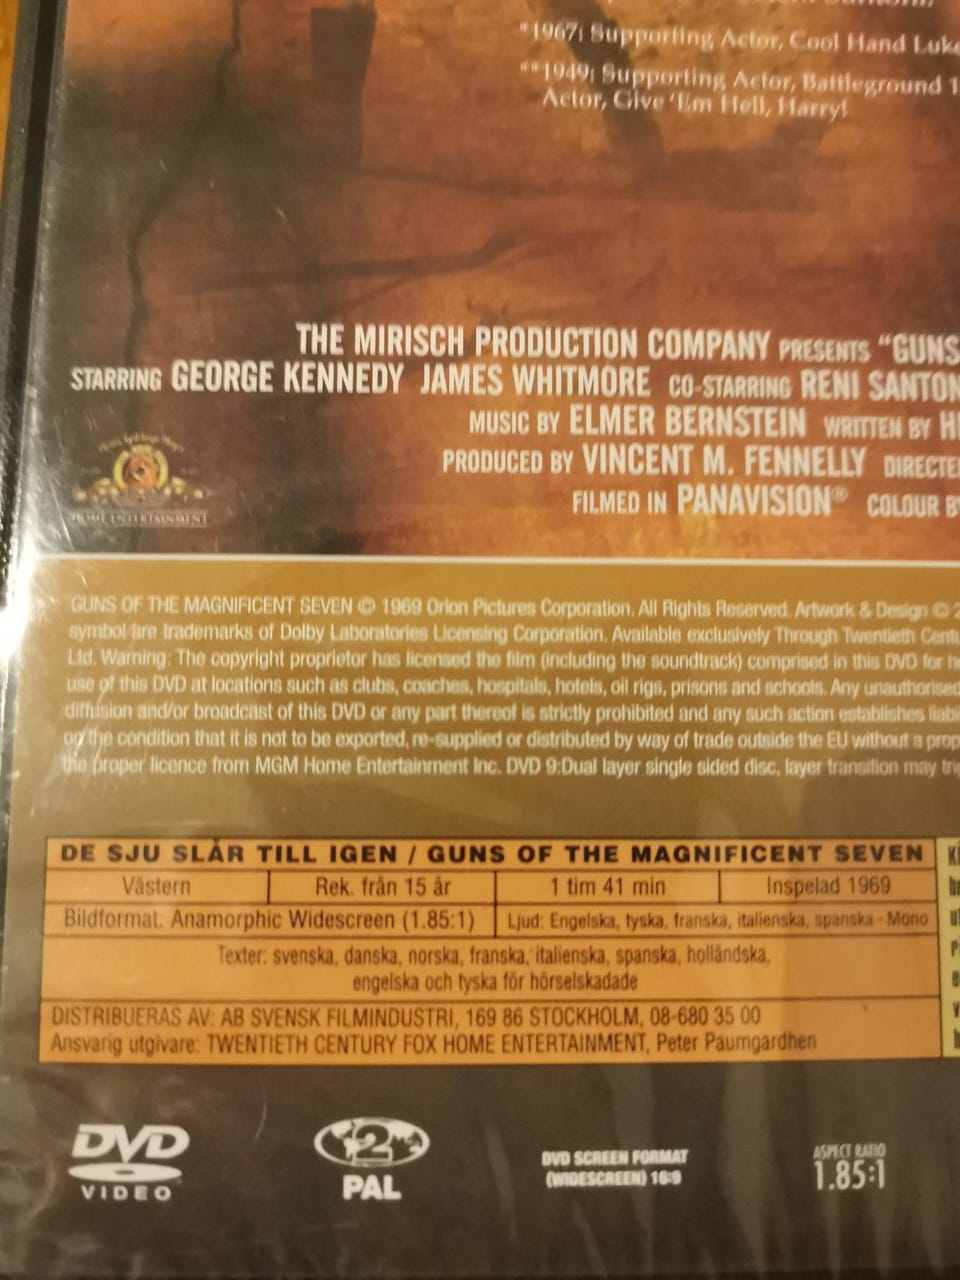 *1967: Supporting Actor, Cool Hand Luke
**1949: Supporting Actor, Battleground 1
Actor, Give 'Em Hell, Harry!
THE MIRISCH PRODUCTION COMPANY PRESENTS "GUNS
STARRING GEORGE KENNEDY JAMES WHITMORE CO-STARRING RENI SANTON
MUSIC BY ELMER BERNSTEIN WRITTEN BY HE
PRODUCED BY VINCENT M. FENNELLY DIRECTE
FILMED IN PANAVISION® COLOUR BY
HOME ENTERTAINMENT
GUNS OF THE MAGNIFICENT SEVEN © 1969 Orion Pictures Corporation. All Rights Reserved. Artwork & Design © 2
symbol are trademarks of Dolby Laboratories Licensing Corporation. Available exclusively Through Twentieth Centu
Ltd. Warning: The copyright proprietor has licensed the film (including the soundtrack) comprised in this DVD for ho
use of this DVD at locations such as clubs, coaches, hospitals, hotels, oil rigs, prisons and schools. Any unauthorised
diffusion and/or broadcast of this DVD or any part thereof is strictly prohibited and any such action establishes liabi
on the condition that it is not to be exported, re-supplied or distributed by way of trade outside the EU without a prop
the proper licence from MGM Home Entertainment Inc. DVD 9:Dual layer single sided disc, layer transition may trig
DE SJU SLÅR TILL IGEN / GUNS OF THE MAGNIFICENT SEVEN
Västern Rek. från 15 år 1 tim 41 min Inspelad 1969
Bildformat: Anamorphic Widescreen (1.85:1) Ljud: Engelska, tyska, franska, italienska, spanska - Mono
Texter: svenska, danska, norska, franska, italienska, spanska, holländska,
engelska och tyska för hörselskadade
DISTRIBUERAS AV: AB SVENSK FILMINDUSTRI, 169 86 STOCKHOLM, 08-680 35 00
Ansvarig utgivare: TWENTIETH CENTURY FOX HOME ENTERTAINMENT, Peter Paumgardhen
DVD
VIDEO
2
PAL
DVD SCREEN FORMAT
(WIDESCREEN) 16:9
ASPECT RATIO
1.85:1